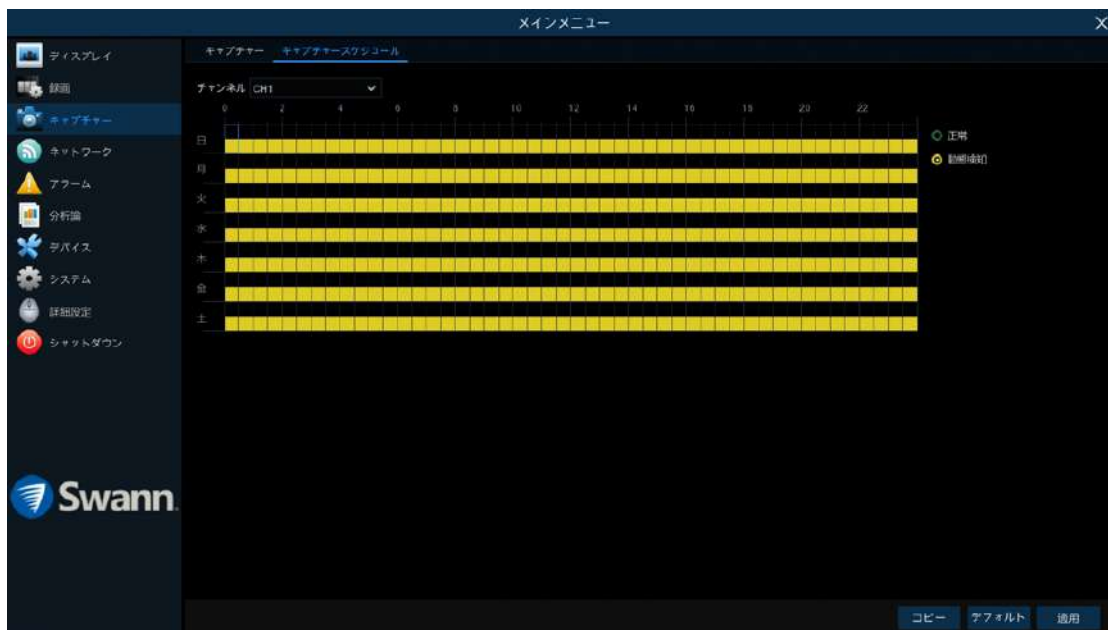 メインメニュー X
ディスプレイ
録画
キャプチャー
ネットワーク
アラーム
分析論
デバイス
システム
詳細設定
シャットダウン
Swann
キャプチャー キャプチャースケジュール
チャンネル CH1
0 2 4 6 8 10 12 14 16 18 20 22
日
月
火
水
木
金
土
正常
動態検知
コピー デフォルト 適用